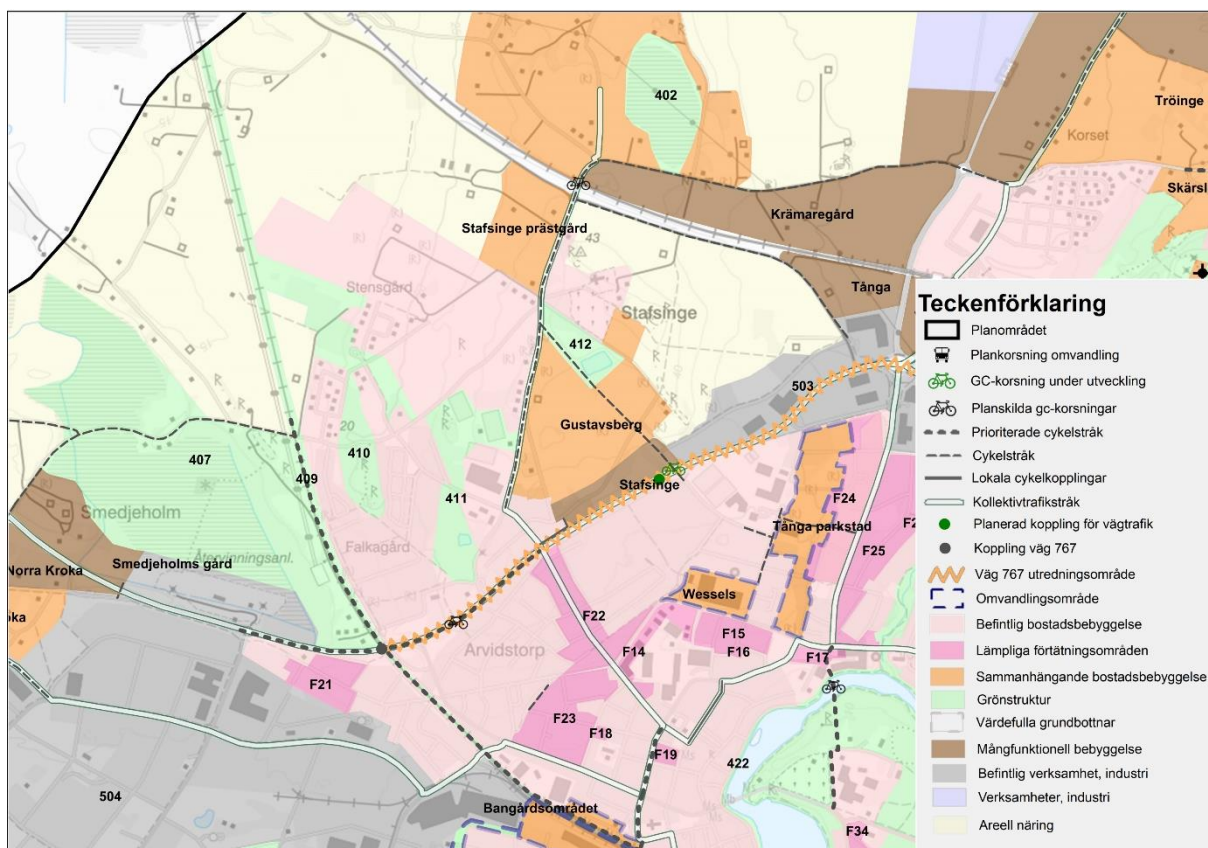 402
Tröinge
Korset
Skärsl
Krämaregård
Stafsinge prästgård
43
Tånga
Stensgård
Stafsinge
412
503
20
410
Gustavsberg
407
409
411
Stafsinge
F24
Smedjeholm
Tånga parkstad
F2
F25
Återvinningsanl.
Falkagård
Norra Kroka
Smedjeholms gård
Wessels
öka
F22
F15
Arvidstorp
F14
F16
F17
F21
F23
F18
F19
422
504
Bangårdsområdet
F34
Teckenförklaring
Planområdet
Plankorsning omvandling
GC-korsning under utveckling
Planskilda gc-korsningar
Prioriterade cykelstråk
Cykelstråk
Lokala cykelkopplingar
Kollektivtrafikstråk
Planerad koppling för vägtrafik
Koppling väg 767
Väg 767 utredningsområde
Omvandlingsområde
Befintlig bostadsbebyggelse
Lämpliga förtätningsområden
Sammanhängande bostadsbebyggelse
Grönstruktur
Värdefulla grundbottnar
Mångfunktionell bebyggelse
Befintlig verksamhet, industri
Verksamheter, industri
Areell näring